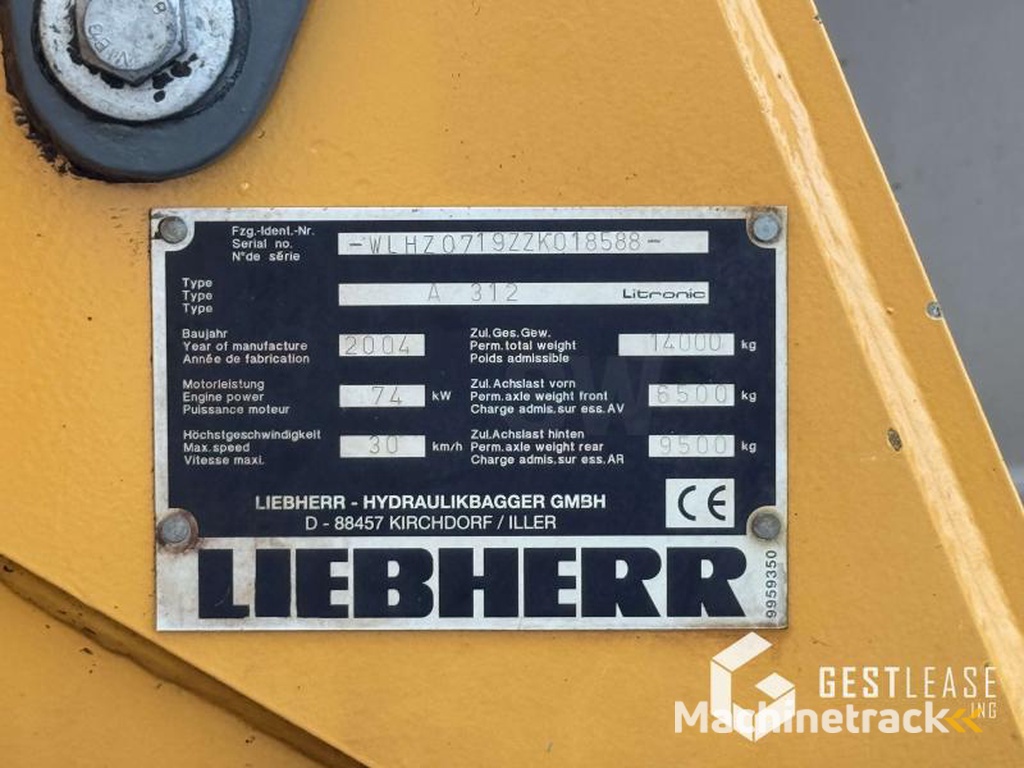 Fzg.-Ident.-Nr.
Serial no.
N°de série
-WLHZ0719ZZK018588-
Type
Type
Type
A 312 Litronic
Baujahr
Year of manufacture
Année de fabrication
2004
Zul.Ges.Gew.
Perm.total weight
Poids admissible
14000 kg
Motorleistung
Engine power
Puissance moteur
74 kW
Zul.Achslast vorn
Perm.axle weight front
Charge admis.sur ess.AV
6500 kg
Höchstgeschwindigkeit
Max.speed
Vitesse maxi.
30 km/h
Zul.Achslast hinten
Perm.axle weight rear
Charge admis.sur ess.AR
9500 kg
LIEBHERR - HYDRAULIKBAGGER GMBH
D - 88457 KIRCHDORF / ILLER
CE
LIEBHERR
9959350
GESTLEASE
ING
Machinetrack